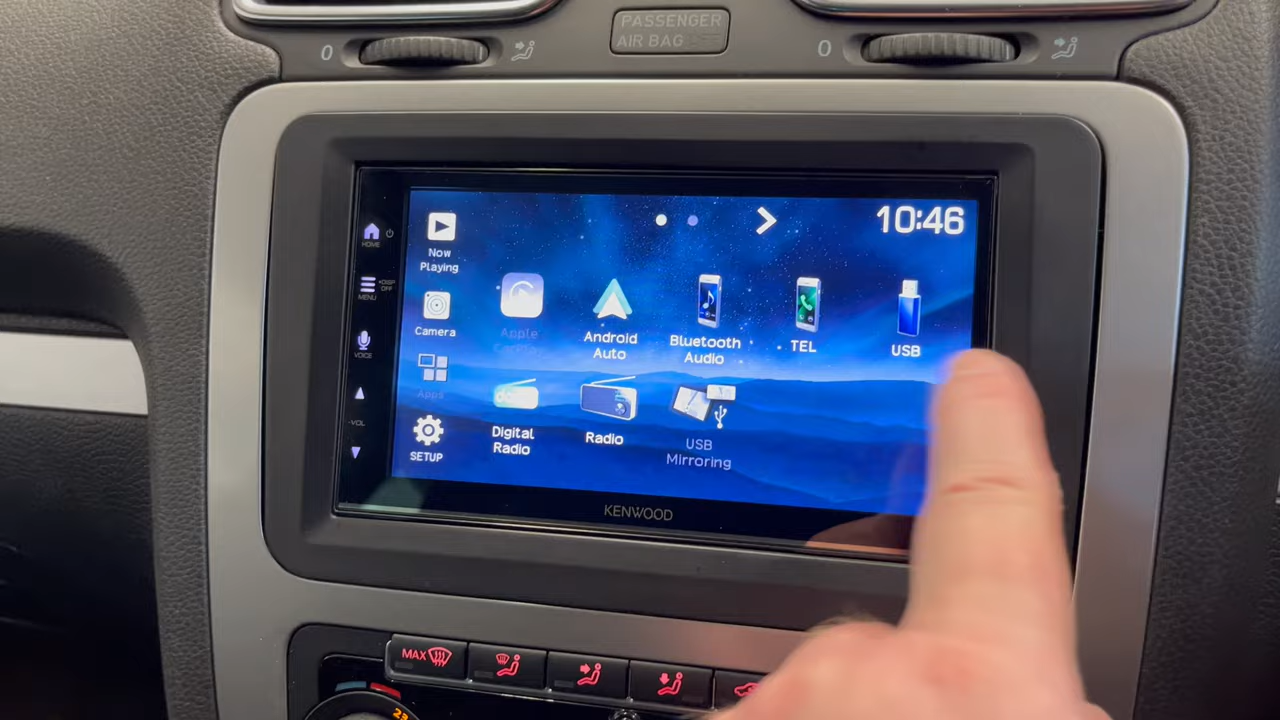 PASSENGER
AIR BAG
0
0
10:46
HOME
Now
Playing
MENU
•DISP
OFF
Camera
Apple
CarPlay
Android
Auto
Bluetooth
Audio
TEL
USB
VOICE
Apps
VOL
SETUP
Digital
Radio
Radio
USB
Mirroring
KENWOOD
MAX
23